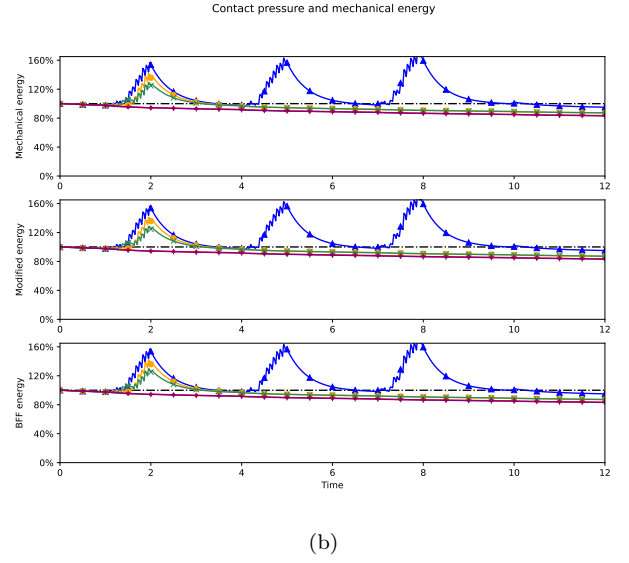 Contact pressure and mechanical energy
160%
120%
80%
40%
0%
Mechanical energy
0 2 4 6 8 10 12
160%
120%
80%
40%
0%
Modified energy
0 2 4 6 8 10 12
160%
120%
80%
40%
0%
BFF energy
0 2 4 6 8 10 12
Time
(b)